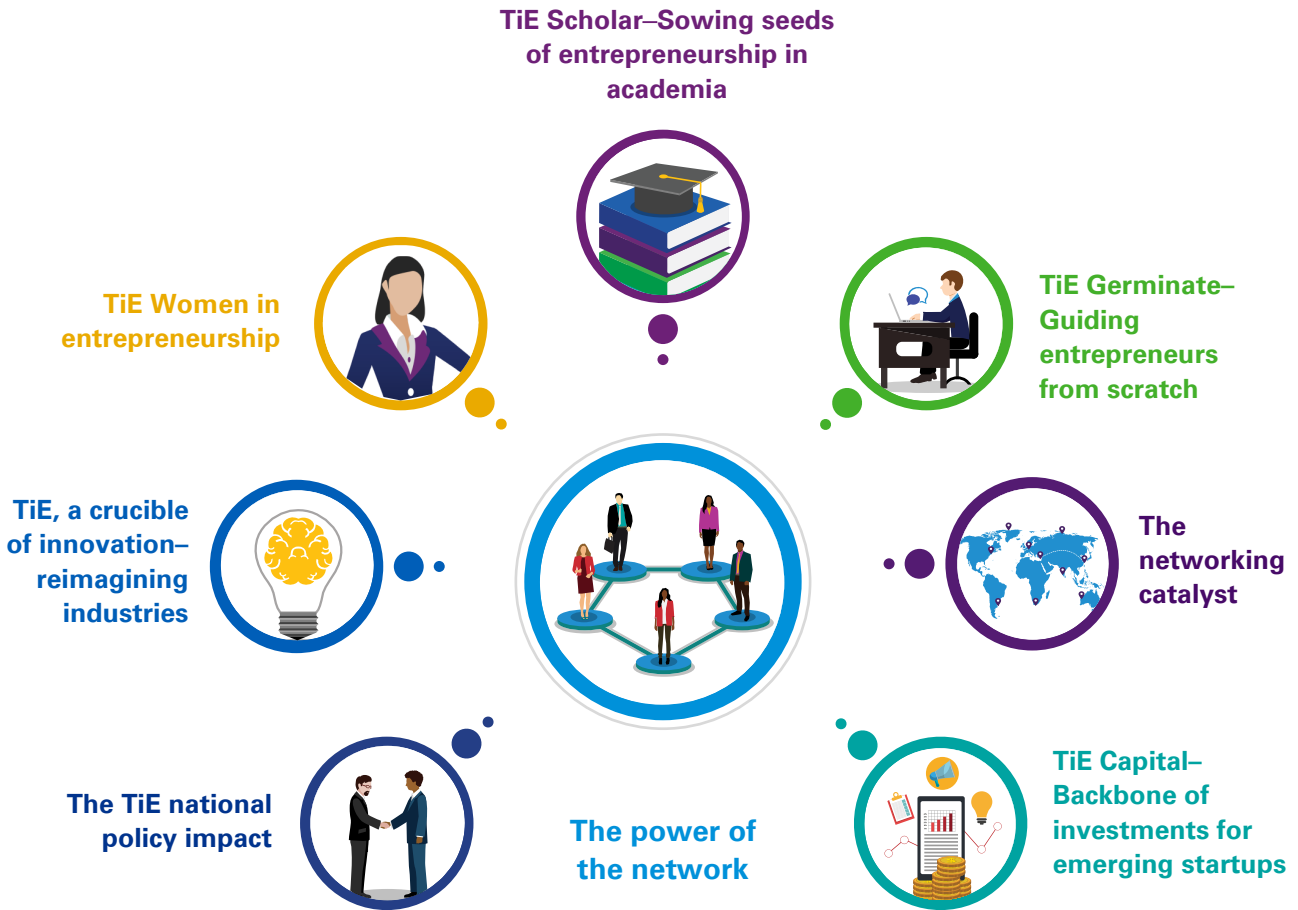 TiE Scholar–Sowing seeds
of entrepreneurship in
academia
TiE Women in
entrepreneurship
TiE Germinate–
Guiding
entrepreneurs
from scratch
TiE, a crucible
of innovation–
reimagining
industries
The
networking
catalyst
The TiE national
policy impact
The power of
the network
TiE Capital–
Backbone of
investments for
emerging startups